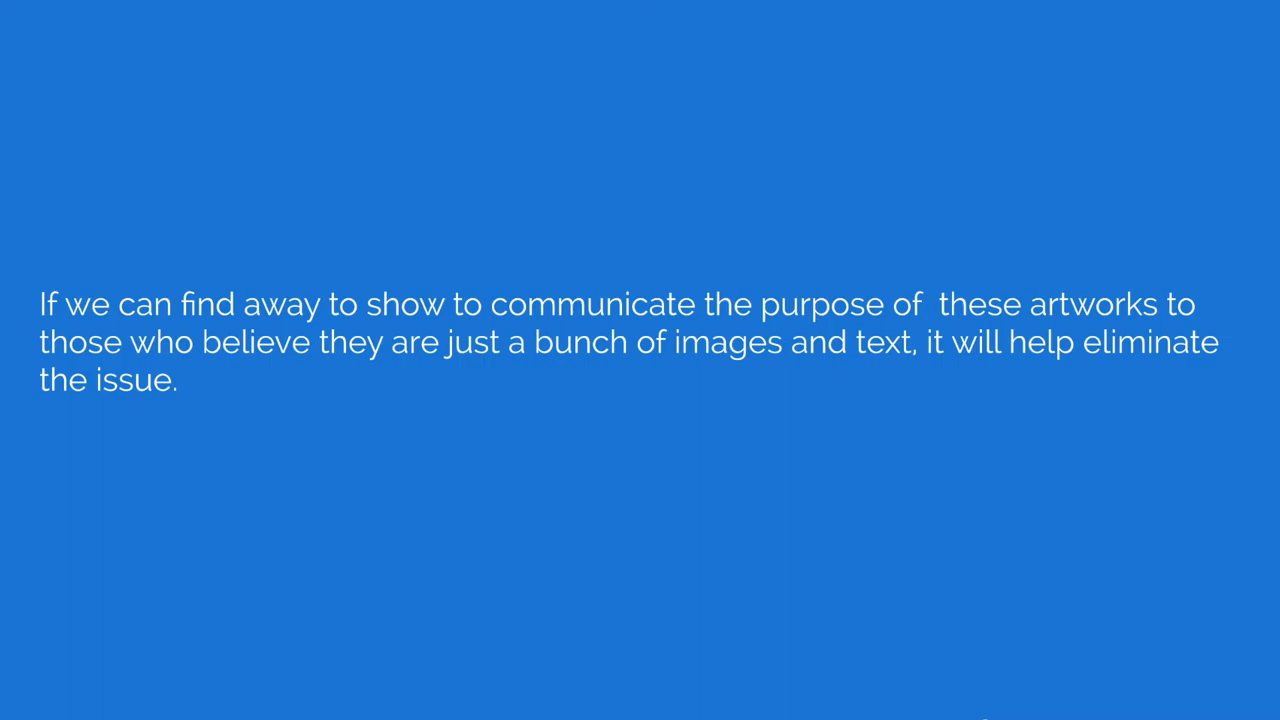 If we can find away to show to communicate the purpose of  these artworks to
those who believe they are just a bunch of images and text, it will help eliminate
the issue.